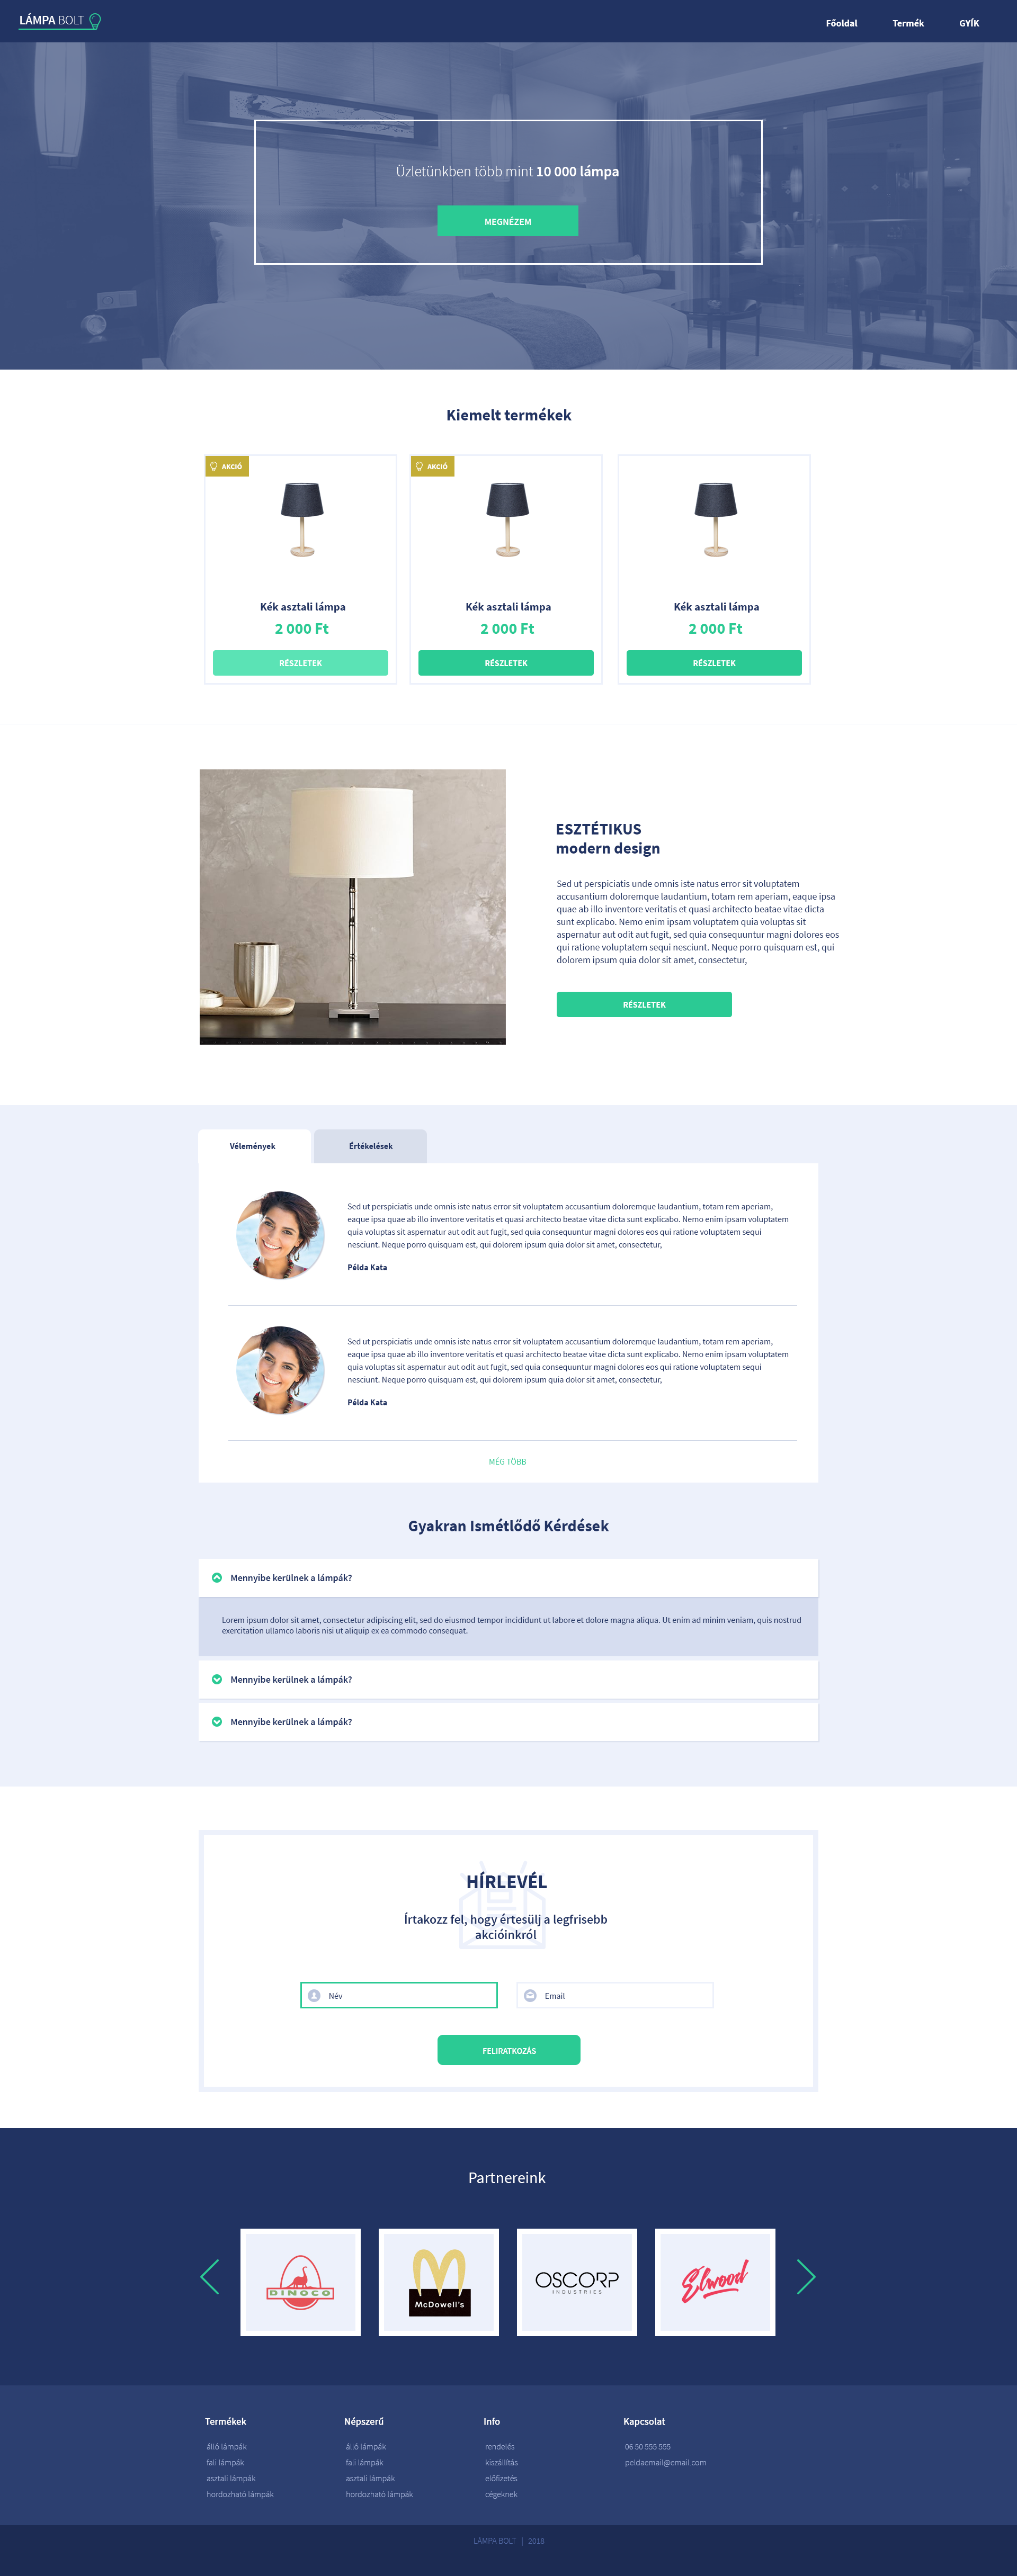 LÁMPA BOLT
Főoldal Termék GYÍK
Üzletünkben több mint 10 000 lámpa
MEGNÉZEM
Kiemelt termékek
AKCIÓ
Kék asztali lámpa
2 000 Ft
RÉSZLETEK
AKCIÓ
Kék asztali lámpa
2 000 Ft
RÉSZLETEK
Kék asztali lámpa
2 000 Ft
RÉSZLETEK
ESZTÉTIKUS
modern design
Sed ut perspiciatis unde omnis iste natus error sit voluptatem
accusantium doloremque laudantium, totam rem aperiam, eaque ipsa
quae ab illo inventore veritatis et quasi architecto beatae vitae dicta
sunt explicabo. Nemo enim ipsam voluptatem quia voluptas sit
aspernatur aut odit aut fugit, sed quia consequuntur magni dolores eos
qui ratione voluptatem sequi nesciunt. Neque porro quisquam est, qui
dolorem ipsum quia dolor sit amet, consectetur,
RÉSZLETEK
Vélemények Értékelések
Sed ut perspiciatis unde omnis iste natus error sit voluptatem accusantium doloremque laudantium, totam rem aperiam,
eaque ipsa quae ab illo inventore veritatis et quasi architecto beatae vitae dicta sunt explicabo. Nemo enim ipsam voluptatem
quia voluptas sit aspernatur aut odit aut fugit, sed quia consequuntur magni dolores eos qui ratione voluptatem sequi
nesciunt. Neque porro quisquam est, qui dolorem ipsum quia dolor sit amet, consectetur,
Példa Kata
Sed ut perspiciatis unde omnis iste natus error sit voluptatem accusantium doloremque laudantium, totam rem aperiam,
eaque ipsa quae ab illo inventore veritatis et quasi architecto beatae vitae dicta sunt explicabo. Nemo enim ipsam voluptatem
quia voluptas sit aspernatur aut odit aut fugit, sed quia consequuntur magni dolores eos qui ratione voluptatem sequi
nesciunt. Neque porro quisquam est, qui dolorem ipsum quia dolor sit amet, consectetur,
Példa Kata
MÉG TÖBB
Gyakran Ismétlődő Kérdések
Mennyibe kerülnek a lámpák?
Lorem ipsum dolor sit amet, consectetur adipiscing elit, sed do eiusmod tempor incididunt ut labore et dolore magna aliqua. Ut enim ad minim veniam, quis nostrud
exercitation ullamco laboris nisi ut aliquip ex ea commodo consequat.
Mennyibe kerülnek a lámpák?
Mennyibe kerülnek a lámpák?
HÍRLEVÉL
Írtakozz fel, hogy értesülj a legfrisebb
akcióinkról
Név
Email
FELIRATKOZÁS
Partnereink
DINOCO
McDowell's
OSCORP
INDUSTRIES
Elwood
Termékek
álló lámpák
fali lámpák
asztali lámpák
hordozható lámpák
Népszerű
álló lámpák
fali lámpák
asztali lámpák
hordozható lámpák
Info
rendelés
kiszállítás
előfizetés
cégeknek
Kapcsolat
06 50 555 555
peldaemail@email.com
LÁMPA BOLT | 2018